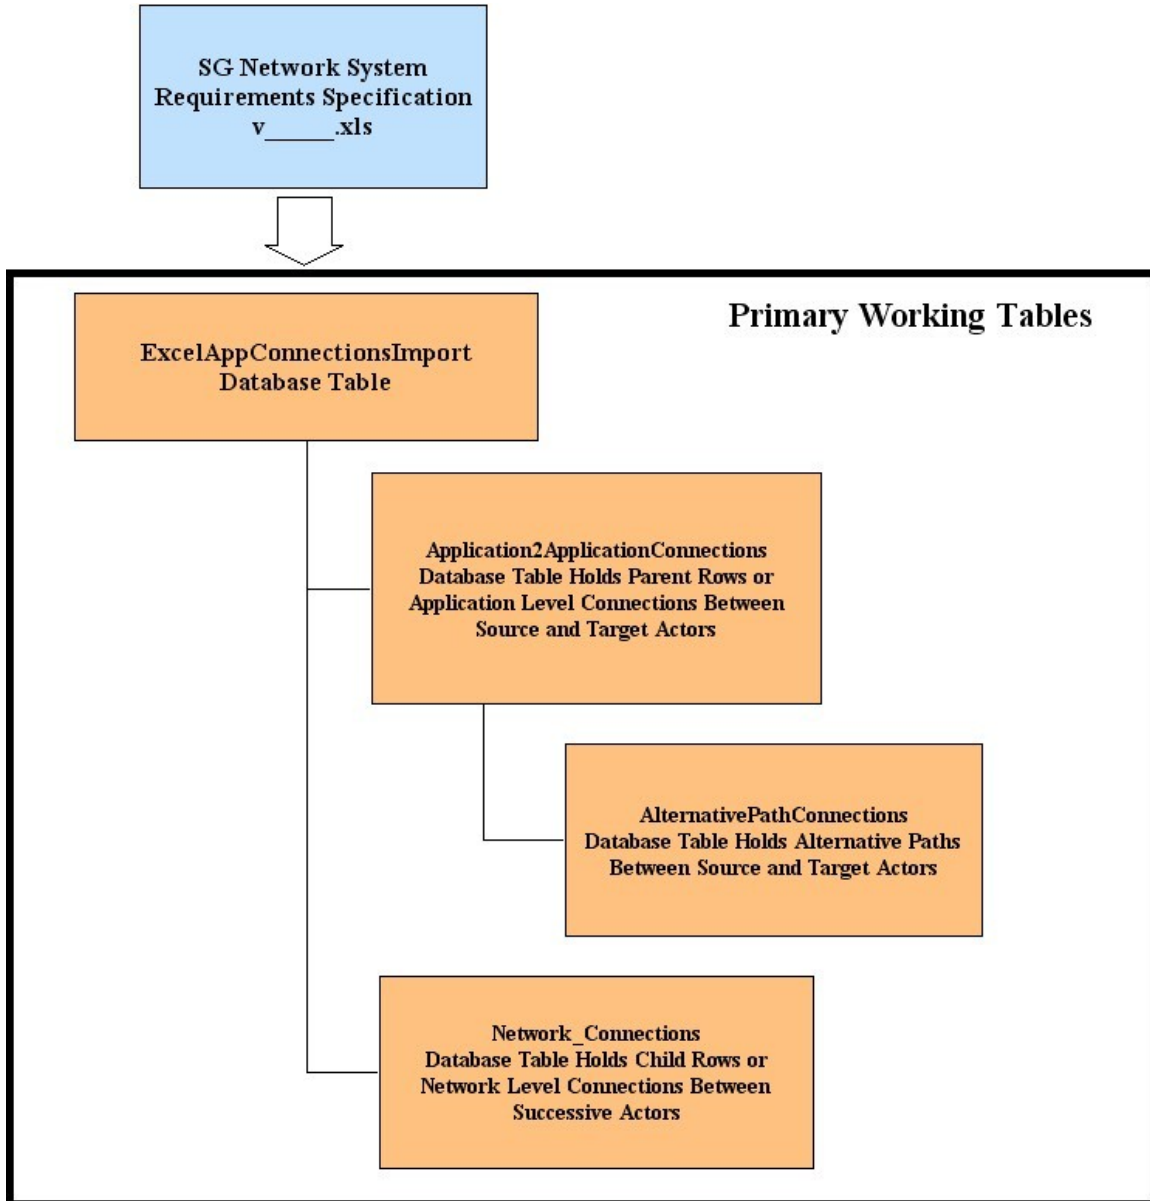 SG Network System
Requirements Specification
v______.xls
Primary Working Tables
ExcelAppConnectionsImport
Database Table
Application2ApplicationConnections
Database Table Holds Parent Rows or
Application Level Connections Between
Source and Target Actors
AlternativePathConnections
Database Table Holds Alternative Paths
Between Source and Target Actors
Network_Connections
Database Table Holds Child Rows or
Network Level Connections Between
Successive Actors